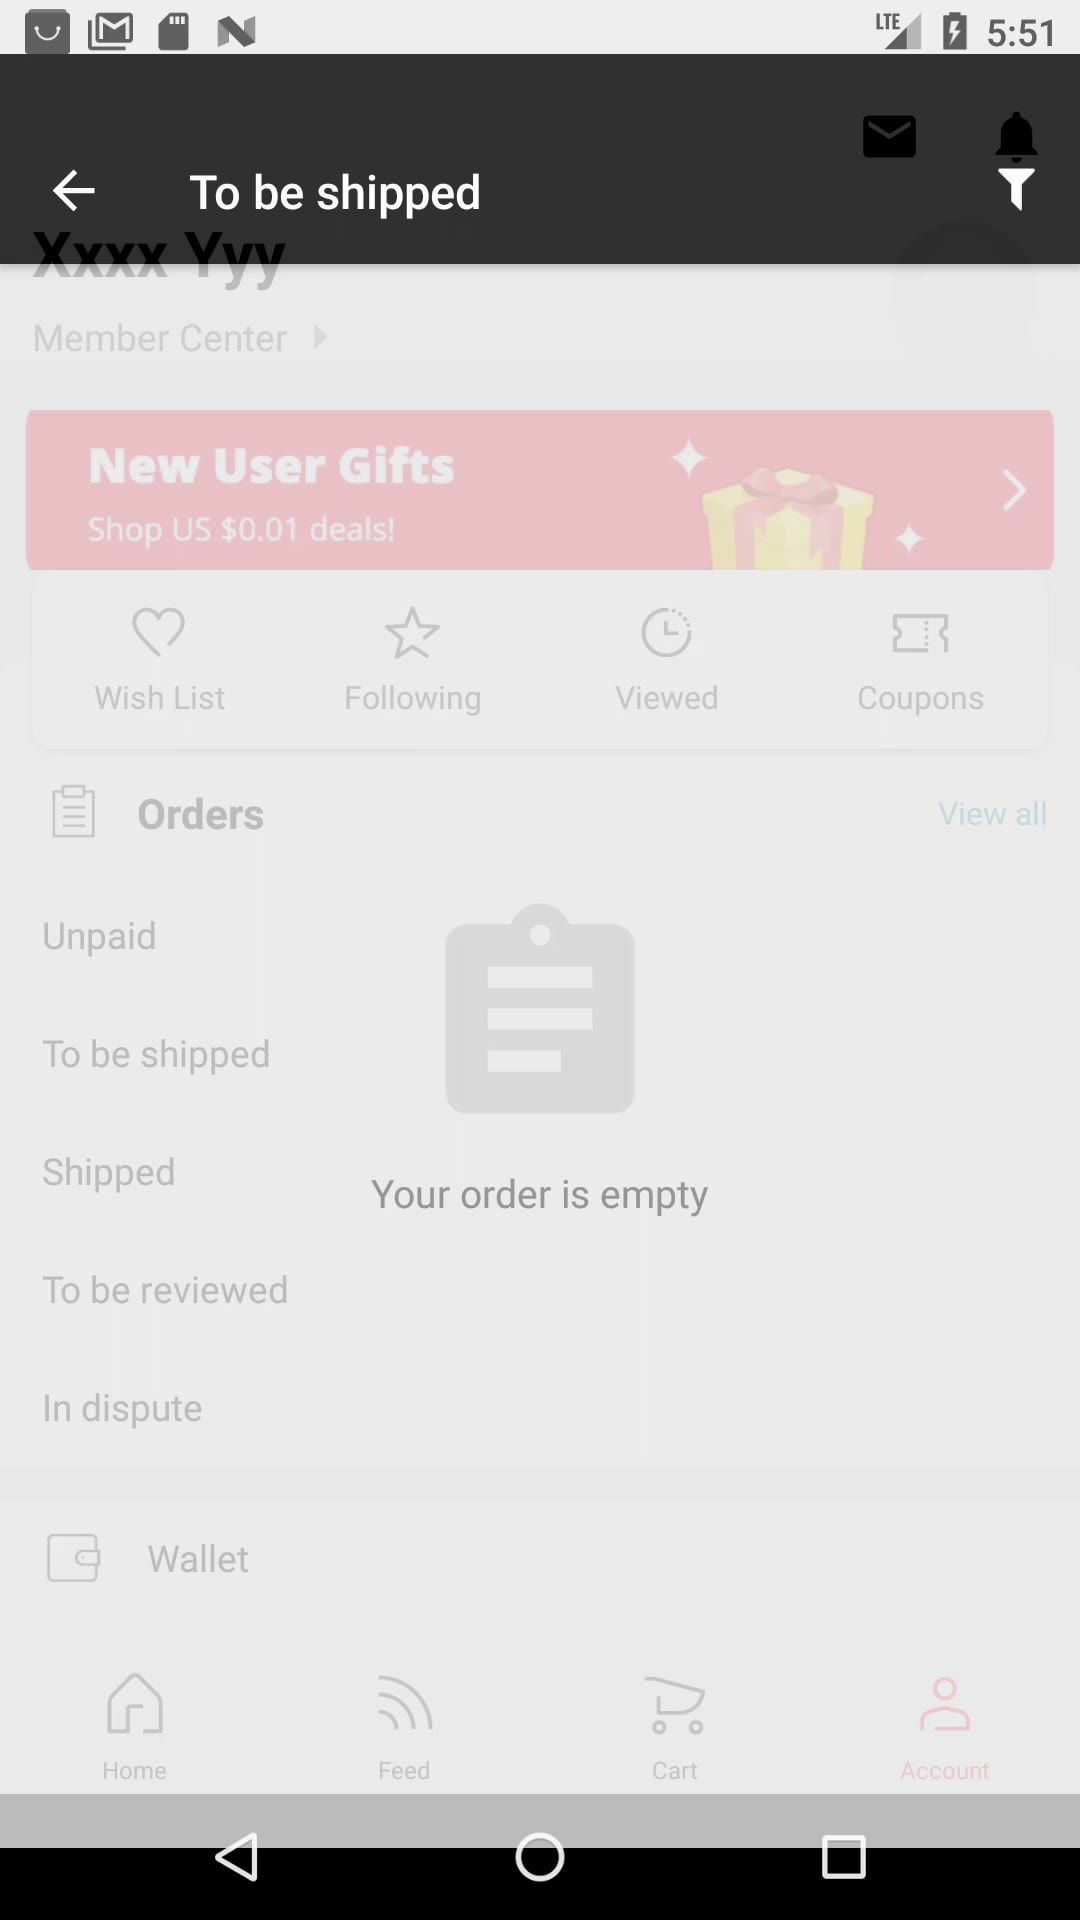 LTE 5:51
To be shipped
Xxxx Yyy
Member Center
New User Gifts
Shop US $0.01 deals!
Wish List Following Viewed Coupons
Orders View all
Unpaid
To be shipped
Shipped
Your order is empty
To be reviewed
In dispute
Wallet
Home Feed Cart Account